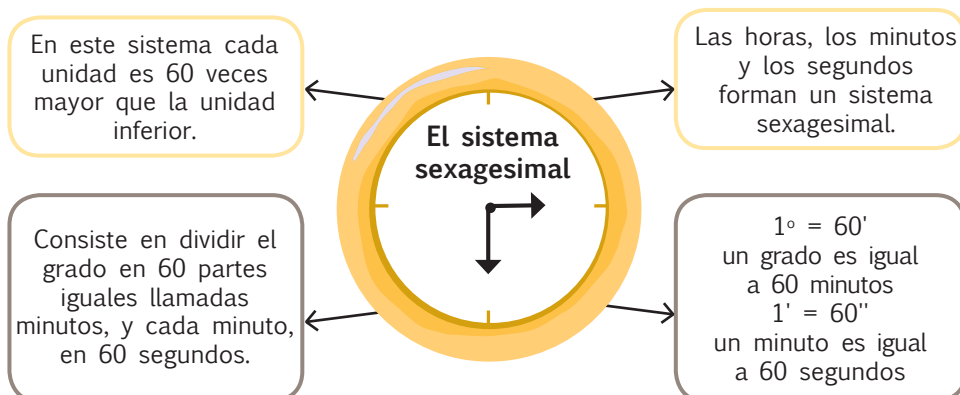 En este sistema cada
unidad es 60 veces
mayor que la unidad
inferior.
Las horas, los minutos
y los segundos
forman un sistema
sexagesimal.
El sistema
sexagesimal
Consiste en dividir el
grado en 60 partes
iguales llamadas
minutos, y cada minuto,
en 60 segundos.
1º = 60'
un grado es igual
a 60 minutos
1' = 60''
un minuto es igual
a 60 segundos